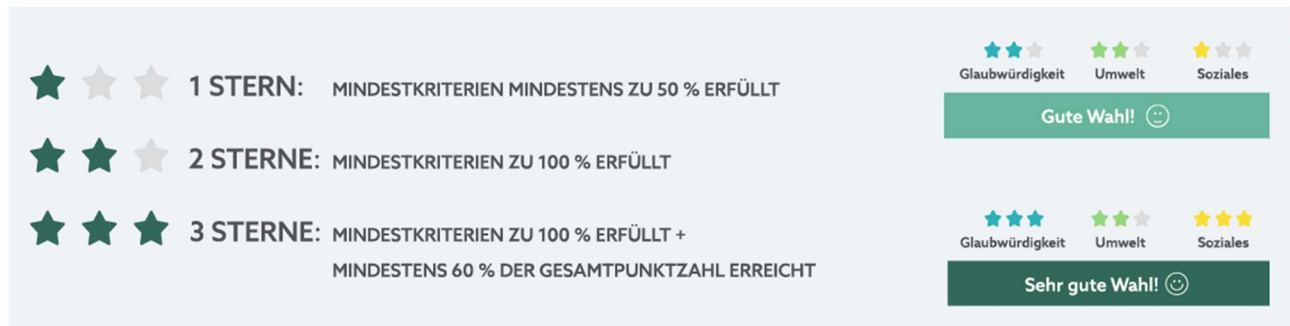 1 STERN: MINDESTKRITERIEN MINDESTENS ZU 50 % ERFÜLLT
2 STERNE: MINDESTKRITERIEN ZU 100 % ERFÜLLT
3 STERNE: MINDESTKRITERIEN ZU 100 % ERFÜLLT +
MINDESTENS 60 % DER GESAMTPUNKTZAHL ERREICHT
Glaubwürdigkeit Umwelt Soziales
Gute Wahl!
Glaubwürdigkeit Umwelt Soziales
Sehr gute Wahl!